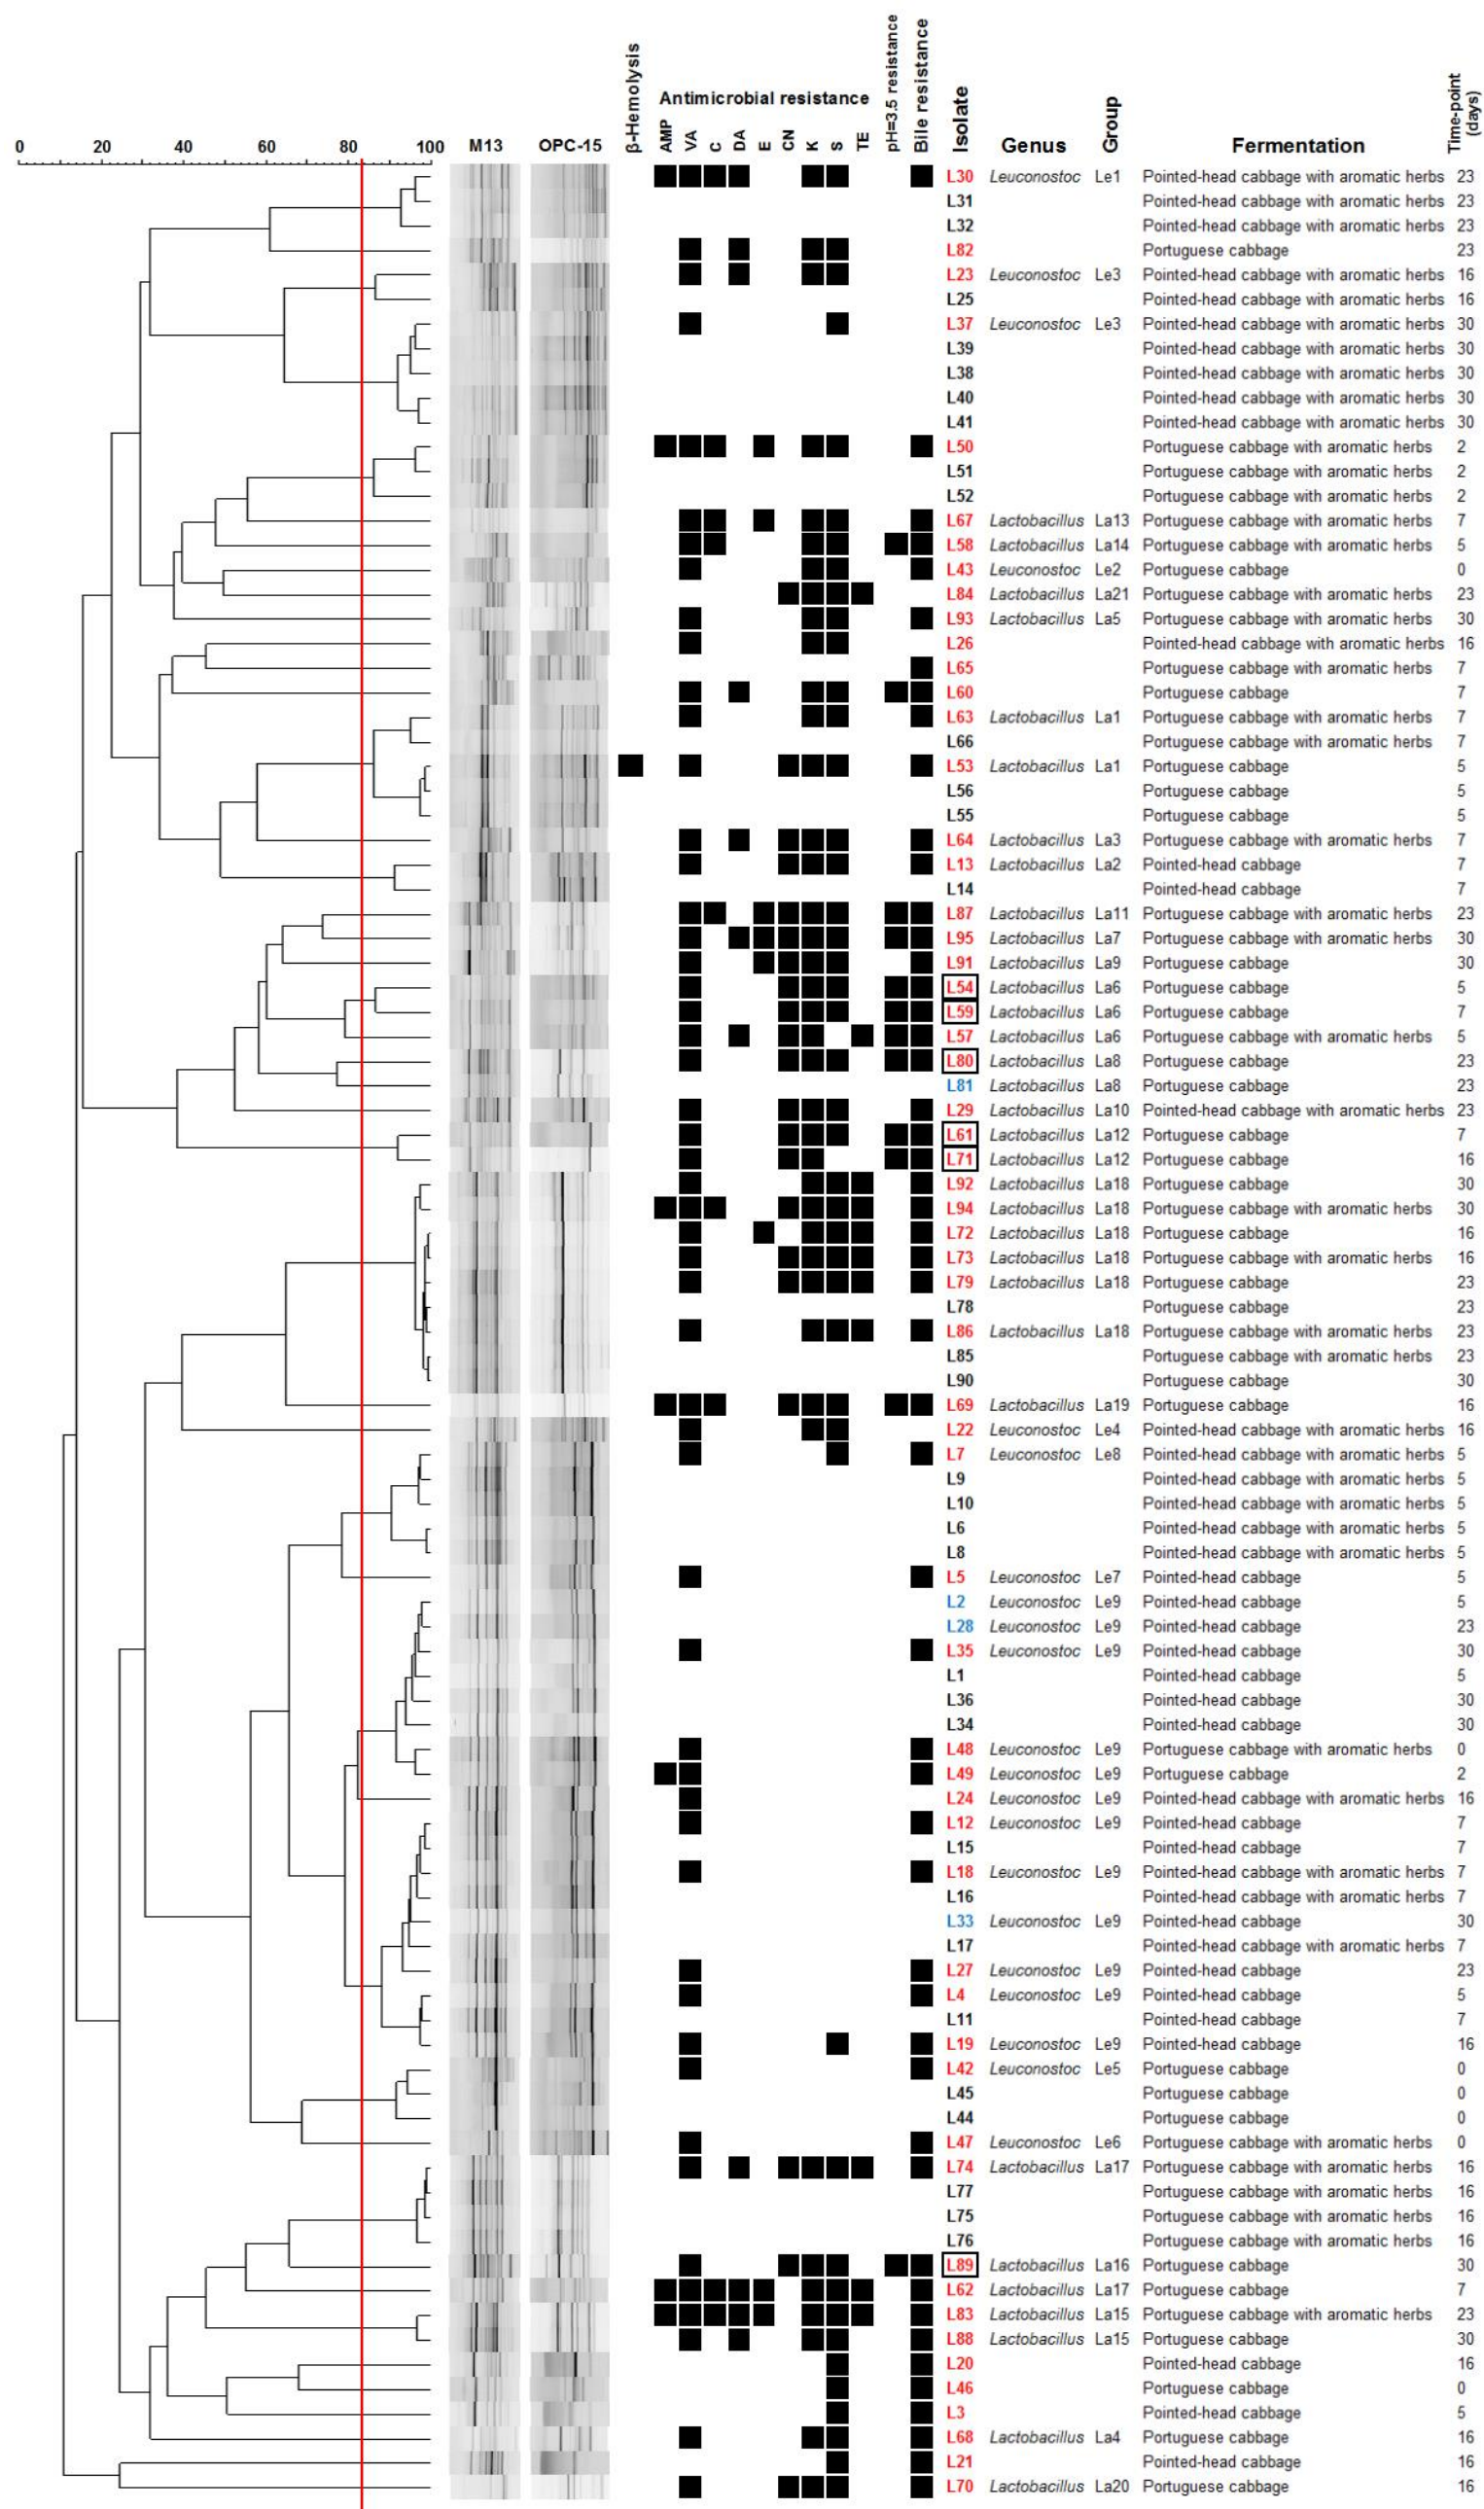 β-Hemolysis
Antimicrobial resistance
pH=3.5 resistance
Bile resistance
Isolate
Genus
Group
Fermentation
Time-point
(days)
0 20 40 60 80 100 M13 OPC-15 AMP VA C DA E CN K S TE
L30 Leuconostoc Le1 Pointed-head cabbage with aromatic herbs 23
L31 Pointed-head cabbage with aromatic herbs 23
L32 Pointed-head cabbage with aromatic herbs 23
L82 Portuguese cabbage 23
L23 Leuconostoc Le3 Pointed-head cabbage with aromatic herbs 16
L25 Pointed-head cabbage with aromatic herbs 16
L37 Leuconostoc Le3 Pointed-head cabbage with aromatic herbs 30
L39 Pointed-head cabbage with aromatic herbs 30
L38 Pointed-head cabbage with aromatic herbs 30
L40 Pointed-head cabbage with aromatic herbs 30
L41 Pointed-head cabbage with aromatic herbs 30
L50 Portuguese cabbage with aromatic herbs 2
L51 Portuguese cabbage with aromatic herbs 2
L52 Portuguese cabbage with aromatic herbs 2
L67 Lactobacillus La13 Portuguese cabbage with aromatic herbs 7
L58 Lactobacillus La14 Portuguese cabbage with aromatic herbs 5
L43 Leuconostoc Le2 Portuguese cabbage 0
L84 Lactobacillus La21 Portuguese cabbage with aromatic herbs 23
L93 Lactobacillus La5 Portuguese cabbage with aromatic herbs 30
L26 Pointed-head cabbage with aromatic herbs 16
L65 Portuguese cabbage with aromatic herbs 7
L60 Portuguese cabbage 7
L63 Lactobacillus La1 Portuguese cabbage with aromatic herbs 7
L66 Portuguese cabbage with aromatic herbs 7
L53 Lactobacillus La1 Portuguese cabbage 5
L56 Portuguese cabbage 5
L55 Portuguese cabbage 5
L64 Lactobacillus La3 Portuguese cabbage with aromatic herbs 7
L13 Lactobacillus La2 Pointed-head cabbage 7
L14 Pointed-head cabbage 7
L87 Lactobacillus La11 Portuguese cabbage with aromatic herbs 23
L95 Lactobacillus La7 Portuguese cabbage with aromatic herbs 30
L91 Lactobacillus La9 Portuguese cabbage 30
L54 Lactobacillus La6 Portuguese cabbage 5
L59 Lactobacillus La6 Portuguese cabbage 7
L57 Lactobacillus La6 Portuguese cabbage with aromatic herbs 5
L80 Lactobacillus La8 Portuguese cabbage 23
L81 Lactobacillus La8 Portuguese cabbage 23
L29 Lactobacillus La10 Pointed-head cabbage with aromatic herbs 23
L61 Lactobacillus La12 Portuguese cabbage 7
L71 Lactobacillus La12 Portuguese cabbage 16
L92 Lactobacillus La18 Portuguese cabbage 30
L94 Lactobacillus La18 Portuguese cabbage with aromatic herbs 30
L72 Lactobacillus La18 Portuguese cabbage 16
L73 Lactobacillus La18 Portuguese cabbage with aromatic herbs 16
L79 Lactobacillus La18 Portuguese cabbage 23
L78 Portuguese cabbage 23
L86 Lactobacillus La18 Portuguese cabbage with aromatic herbs 23
L85 Portuguese cabbage with aromatic herbs 23
L90 Portuguese cabbage 30
L69 Lactobacillus La19 Portuguese cabbage 16
L22 Leuconostoc Le4 Pointed-head cabbage with aromatic herbs 16
L7 Leuconostoc Le8 Pointed-head cabbage with aromatic herbs 5
L9 Pointed-head cabbage with aromatic herbs 5
L10 Pointed-head cabbage with aromatic herbs 5
L6 Pointed-head cabbage with aromatic herbs 5
L8 Pointed-head cabbage with aromatic herbs 5
L5 Leuconostoc Le7 Pointed-head cabbage 5
L2 Leuconostoc Le9 Pointed-head cabbage 5
L28 Leuconostoc Le9 Pointed-head cabbage 23
L35 Leuconostoc Le9 Pointed-head cabbage 30
L1 Pointed-head cabbage 5
L36 Pointed-head cabbage 30
L34 Pointed-head cabbage 30
L48 Leuconostoc Le9 Portuguese cabbage with aromatic herbs 0
L49 Leuconostoc Le9 Portuguese cabbage 2
L24 Leuconostoc Le9 Pointed-head cabbage with aromatic herbs 16
L12 Leuconostoc Le9 Pointed-head cabbage 7
L15 Pointed-head cabbage 7
L18 Leuconostoc Le9 Pointed-head cabbage with aromatic herbs 7
L16 Pointed-head cabbage with aromatic herbs 7
L33 Leuconostoc Le9 Pointed-head cabbage 30
L17 Pointed-head cabbage with aromatic herbs 7
L27 Leuconostoc Le9 Pointed-head cabbage 23
L4 Leuconostoc Le9 Pointed-head cabbage 5
L11 Pointed-head cabbage 7
L19 Leuconostoc Le9 Pointed-head cabbage 16
L42 Leuconostoc Le5 Portuguese cabbage 0
L45 Portuguese cabbage 0
L44 Portuguese cabbage 0
L47 Leuconostoc Le6 Portuguese cabbage with aromatic herbs 0
L74 Lactobacillus La17 Portuguese cabbage with aromatic herbs 16
L77 Portuguese cabbage with aromatic herbs 16
L75 Portuguese cabbage with aromatic herbs 16
L76 Portuguese cabbage with aromatic herbs 16
L89 Lactobacillus La16 Portuguese cabbage 30
L62 Lactobacillus La17 Portuguese cabbage 7
L83 Lactobacillus La15 Portuguese cabbage with aromatic herbs 23
L88 Lactobacillus La15 Portuguese cabbage 30
L20 Pointed-head cabbage 16
L46 Portuguese cabbage 0
L3 Pointed-head cabbage 5
L68 Lactobacillus La4 Portuguese cabbage 16
L21 Pointed-head cabbage 16
L70 Lactobacillus La20 Portuguese cabbage 16